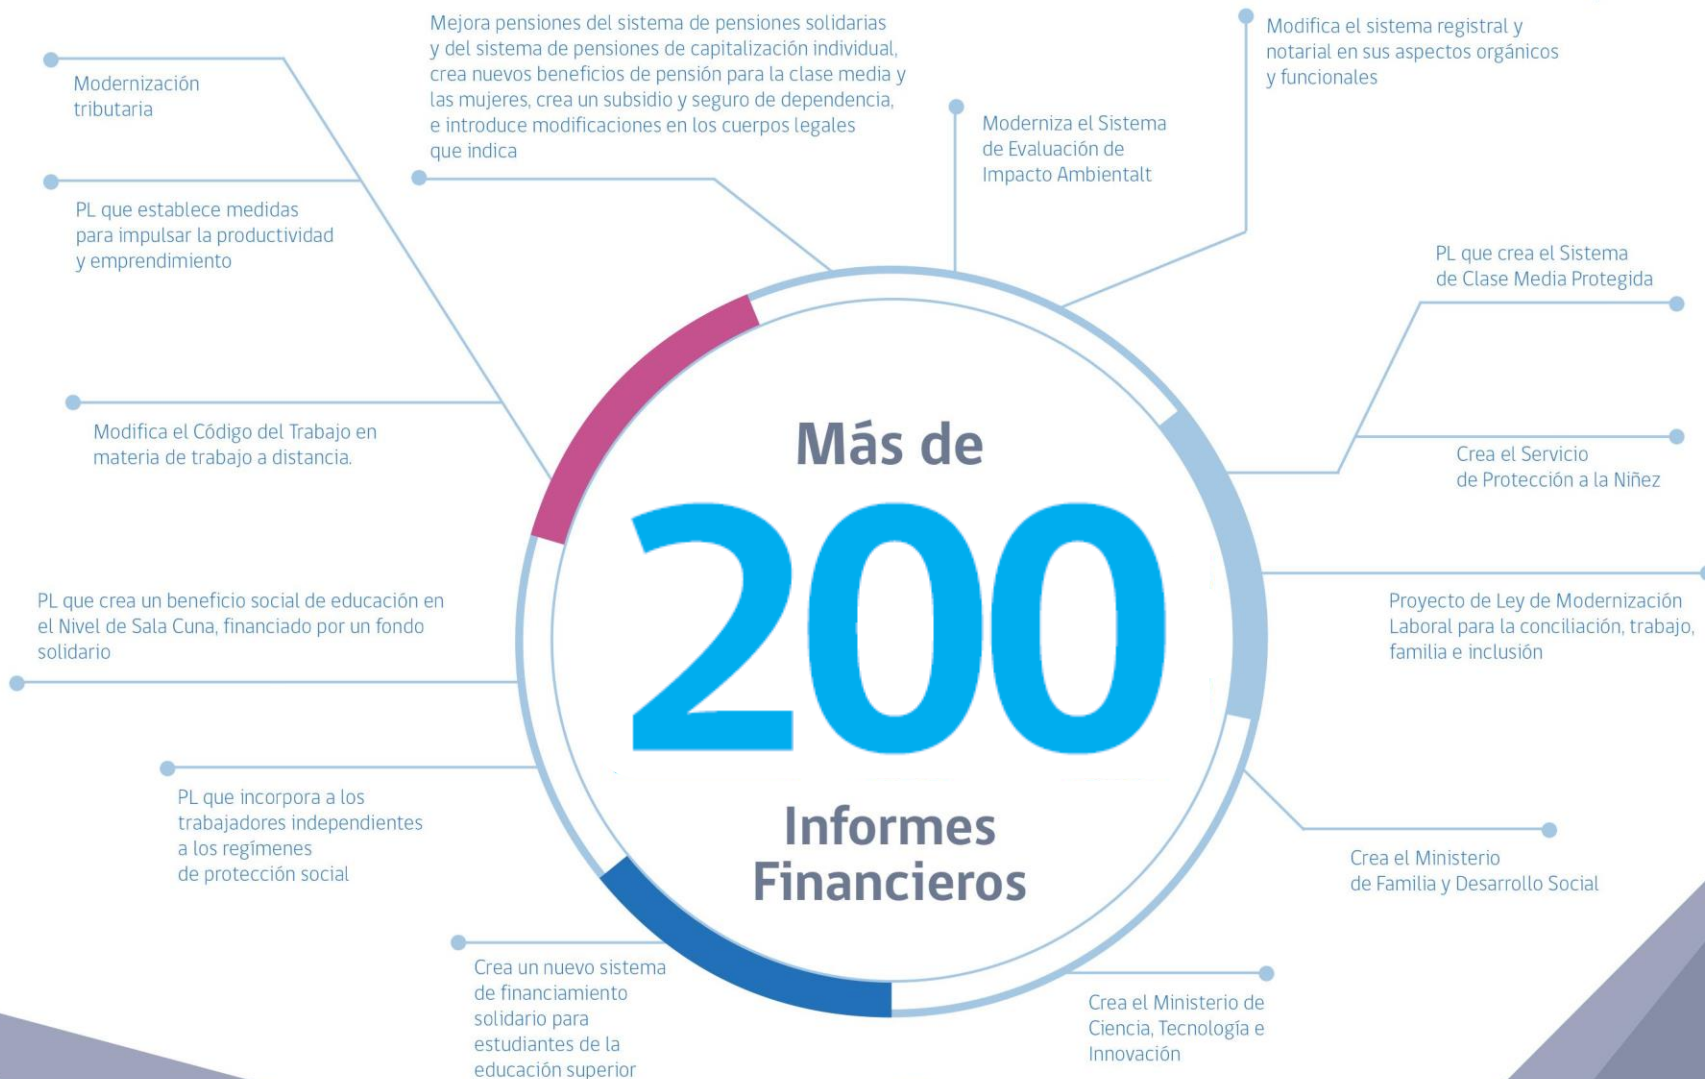 Modernización
tributaria
PL que establece medidas
para impulsar la productividad
y emprendimiento
Modifica el Código del Trabajo en
materia de trabajo a distancia.
PL que crea un beneficio social de educación en
el Nivel de Sala Cuna, financiado por un fondo
solidario
PL que incorpora a los
trabajadores independientes
a los regímenes
de protección social
Crea un nuevo sistema
de financiamiento
solidario para
estudiantes de la
educación superior
Mejora pensiones del sistema de pensiones solidarias
y del sistema de pensiones de capitalización individual,
crea nuevos beneficios de pensión para la clase media y
las mujeres, crea un subsidio y seguro de dependencia,
e introduce modificaciones en los cuerpos legales
que indica
Moderniza el Sistema
de Evaluación de
Impacto Ambientalt
Modifica el sistema registral y
notarial en sus aspectos orgánicos
y funcionales
PL que crea el Sistema
de Clase Media Protegida
Crea el Servicio
de Protección a la Niñez
Proyecto de Ley de Modernización
Laboral para la conciliación, trabajo,
familia e inclusión
Crea el Ministerio
de Familia y Desarrollo Social
Crea el Ministerio de
Ciencia, Tecnología e
Innovación
Más de
200
Informes
Financieros